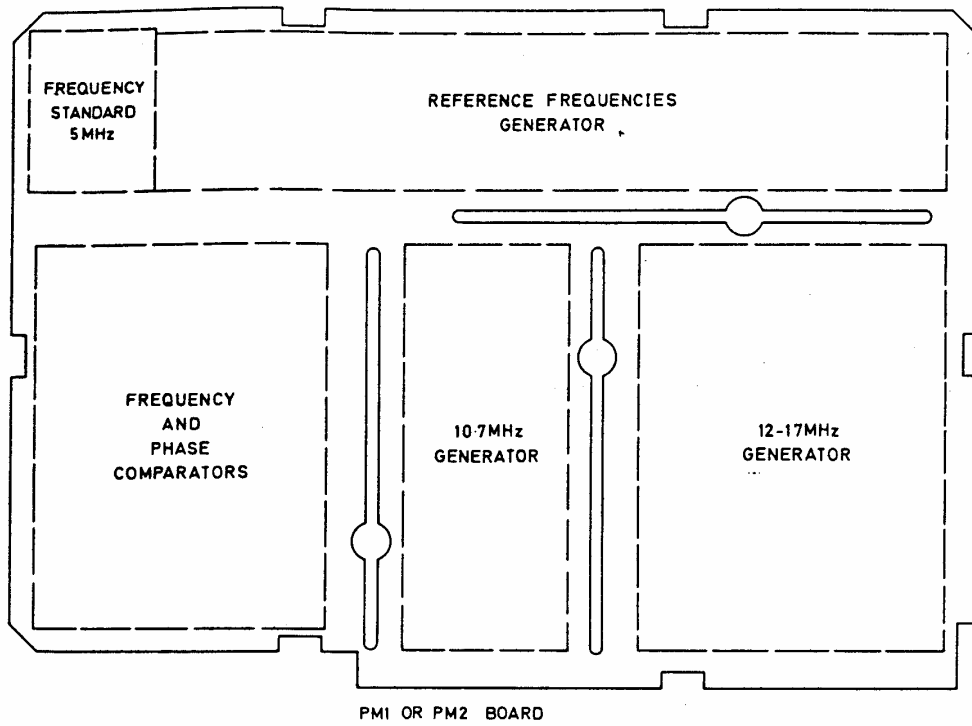 FREQUENCY
STANDARD
5MHz
REFERENCE FREQUENCIES
GENERATOR
FREQUENCY
AND
PHASE
COMPARATORS
10·7MHz
GENERATOR
12-17MHz
GENERATOR
PM1 OR PM2 BOARD